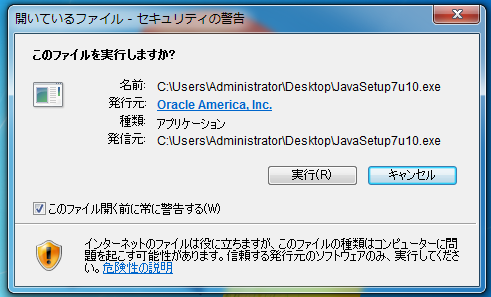 開いているファイル - セキュリティの警告
このファイルを実行しますか?
名前: C:\Users\Administrator\Desktop\JavaSetup7u10.exe
発行元: Oracle America, Inc.
種類: アプリケーション
発信元: C:\Users\Administrator\Desktop\JavaSetup7u10.exe
実行(R) キャンセル
このファイル開く前に常に警告する(W)
インターネットのファイルは役に立ちますが、このファイルの種類はコンピューターに問
題を起こす可能性があります。信頼する発行元のソフトウェアのみ、実行してくださ
い。危険性の説明